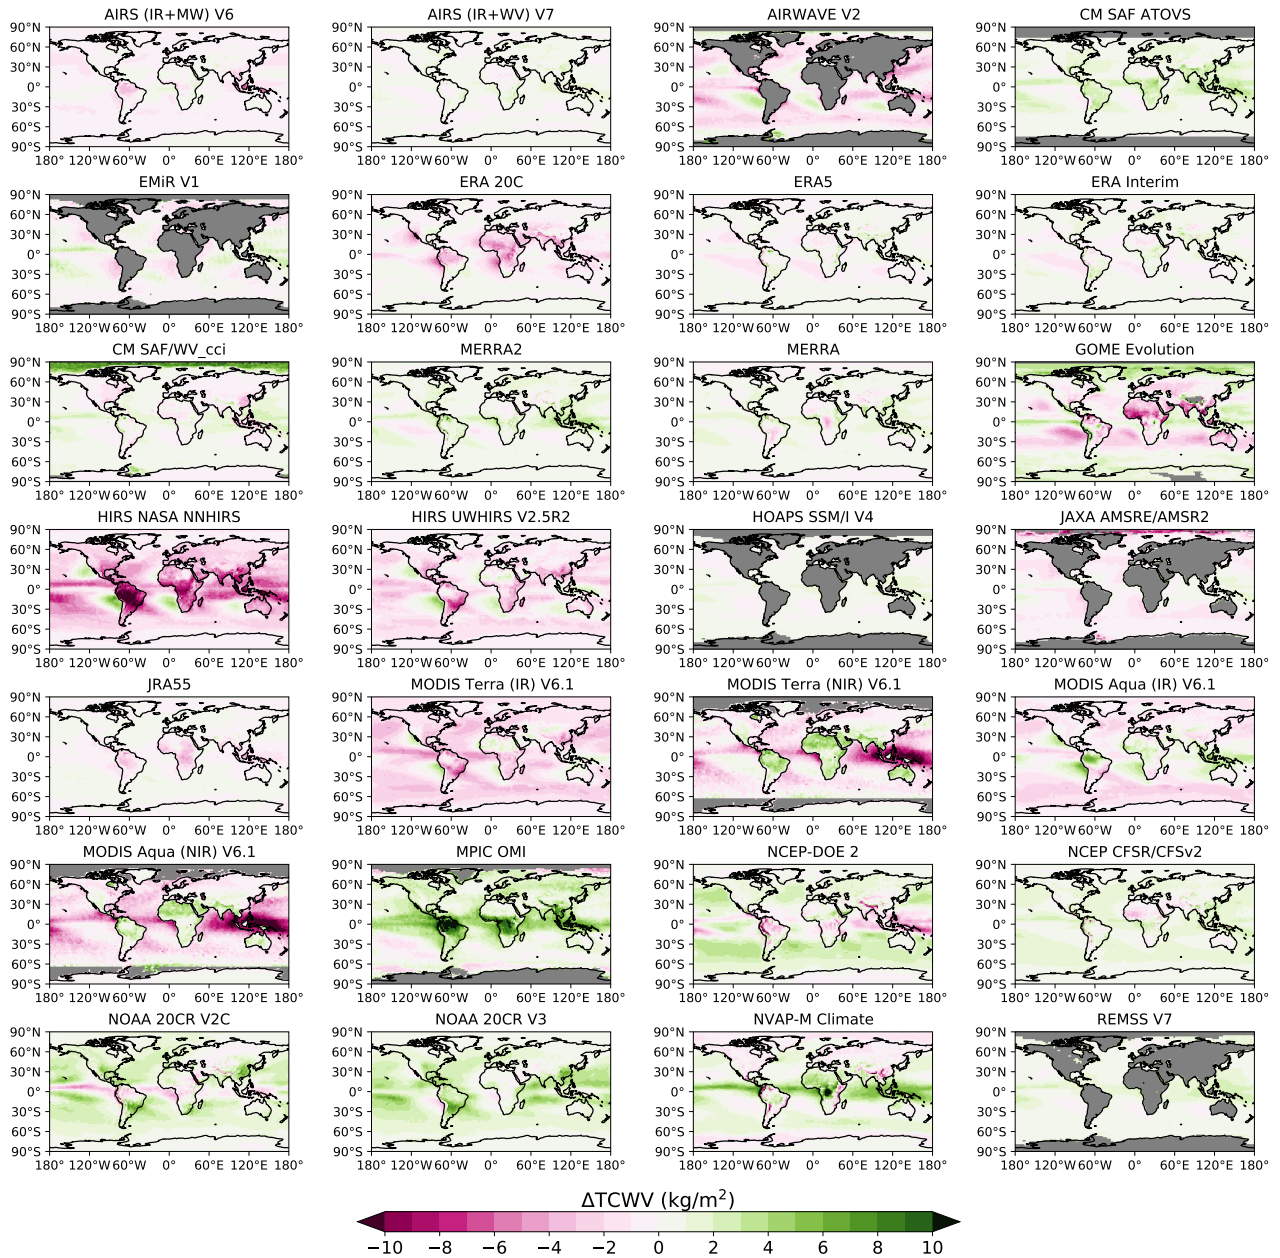 AIRS (IR+MW) V6
AIRS (IR+WV) V7
AIRWAVE V2
CM SAF ATOVS
90°N
60°N
30°N
0°
30°S
60°S
90°S
180°120°W60°W 0° 60°E 120°E 180°
EMiR V1
ERA 20C
ERA5
ERA Interim
CM SAF/WV_cci
MERRA2
MERRA
GOME Evolution
HIRS NASA NNHIRS
HIRS UWHIRS V2.5R2
HOAPS SSM/I V4
JAXA AMSRE/AMSR2
JRA55
MODIS Terra (IR) V6.1
MODIS Terra (NIR) V6.1
MODIS Aqua (IR) V6.1
MODIS Aqua (NIR) V6.1
MPIC OMI
NCEP-DOE 2
NCEP CFSR/CFSv2
NOAA 20CR V2C
NOAA 20CR V3
NVAP-M Climate
REMSS V7
ΔTCWV (kg/m²)
−10 −8 −6 −4 −2 0 2 4 6 8 10